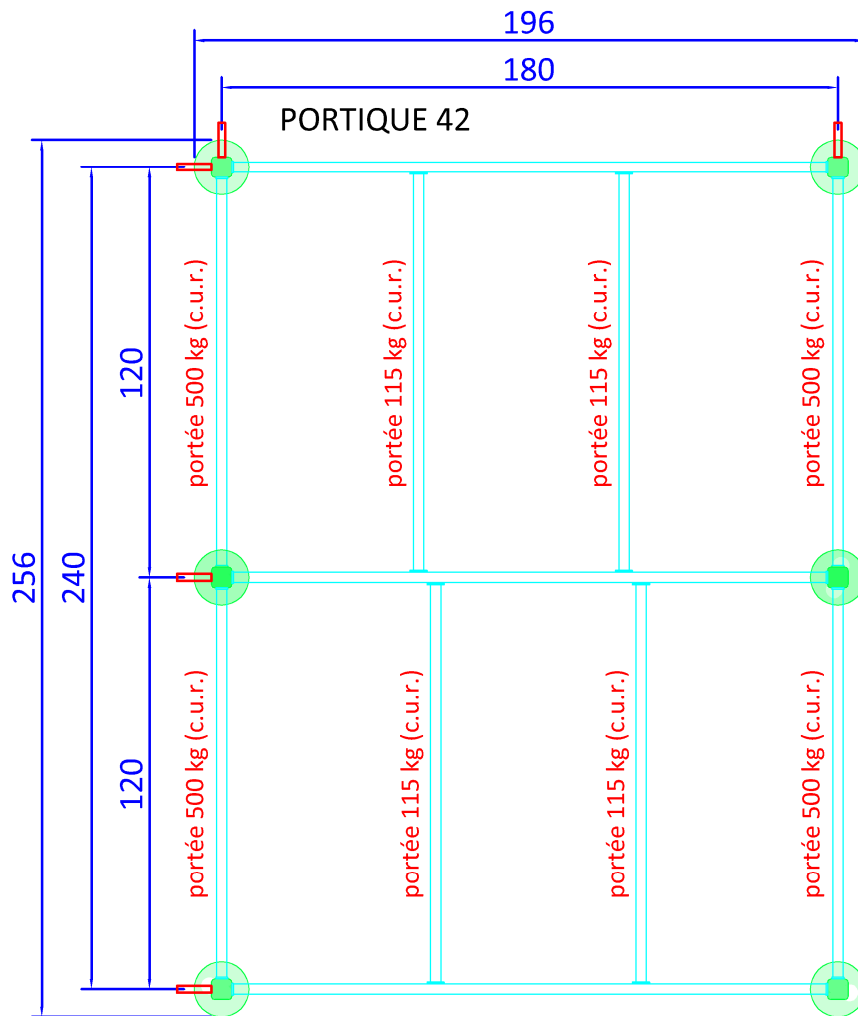 196
180
PORTIQUE 42
portée 500 kg (c.u.r.)
portée 115 kg (c.u.r.)
portée 115 kg (c.u.r.)
portée 500 kg (c.u.r.)
120
256
240
portée 500 kg (c.u.r.)
portée 115 kg (c.u.r.)
portée 115 kg (c.u.r.)
portée 500 kg (c.u.r.)
120